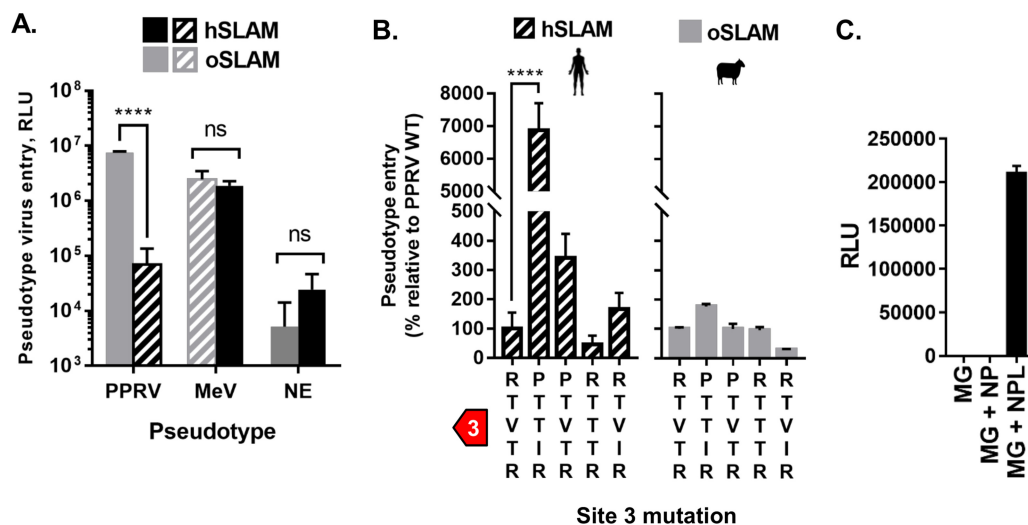 A.
hSLAM
oSLAM
Pseudotype virus entry, RLU
10^8
10^7
10^6
10^5
10^4
10^3
****
ns
ns
PPRV MeV NE
Pseudotype
B.
hSLAM
oSLAM
****
Pseudotype entry
(% relative to PPRV WT)
8000
7000
6000
5000
500
400
300
200
100
0
3
R P P R R R P P R R
T T T T T T T T T T
V T V T V V T V T V
T T T T I T T T T I
R I R R R R I R R R
Site 3 mutation
C.
RLU
250000
200000
150000
100000
50000
0
MG
MG + NP
MG + NPL